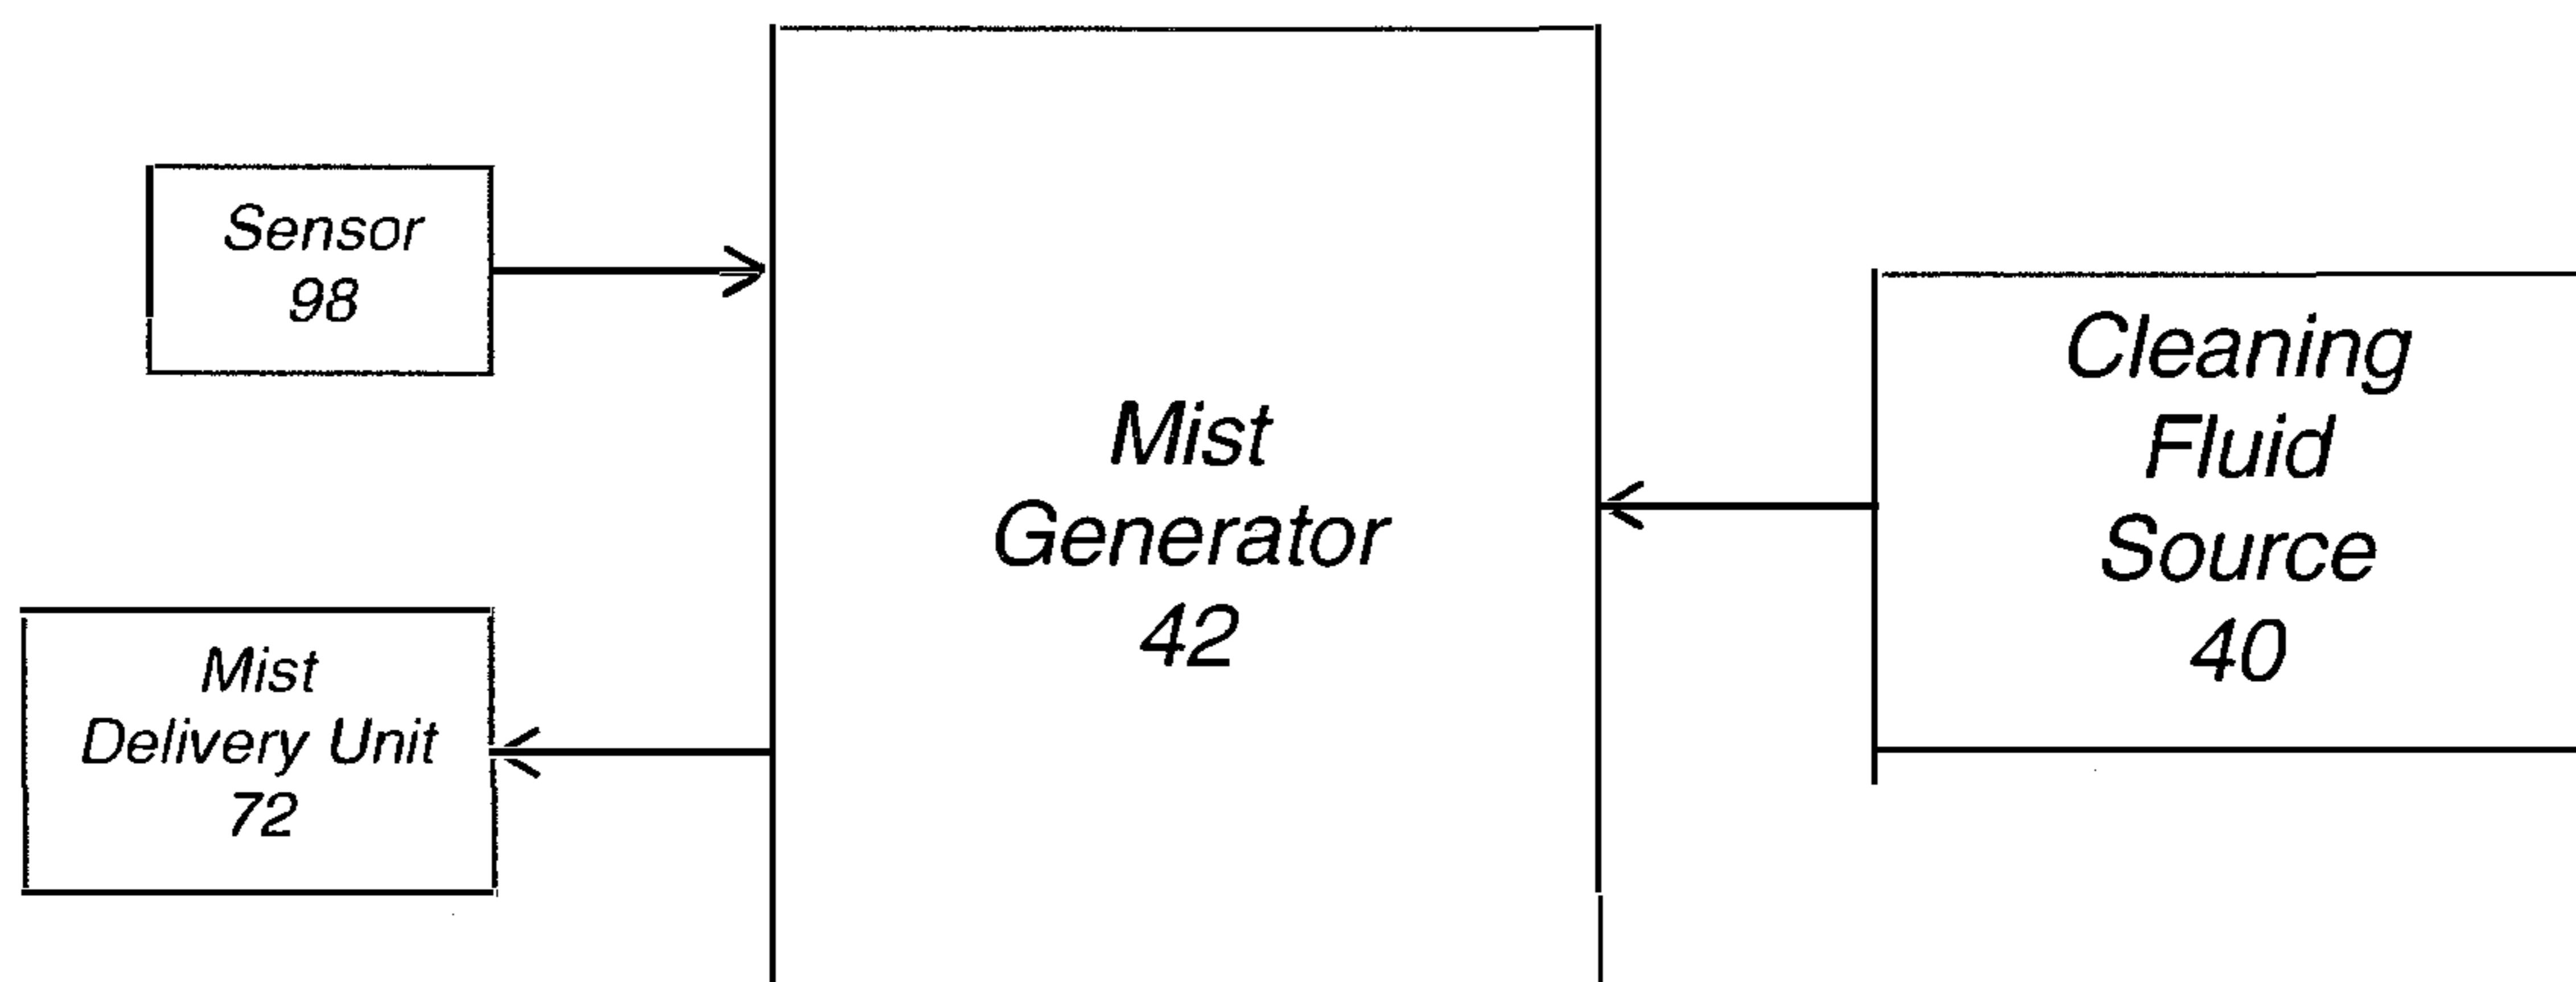 Sensor
98
Mist
Delivery Unit
72
Mist
Generator
42
Cleaning
Fluid
Source
40